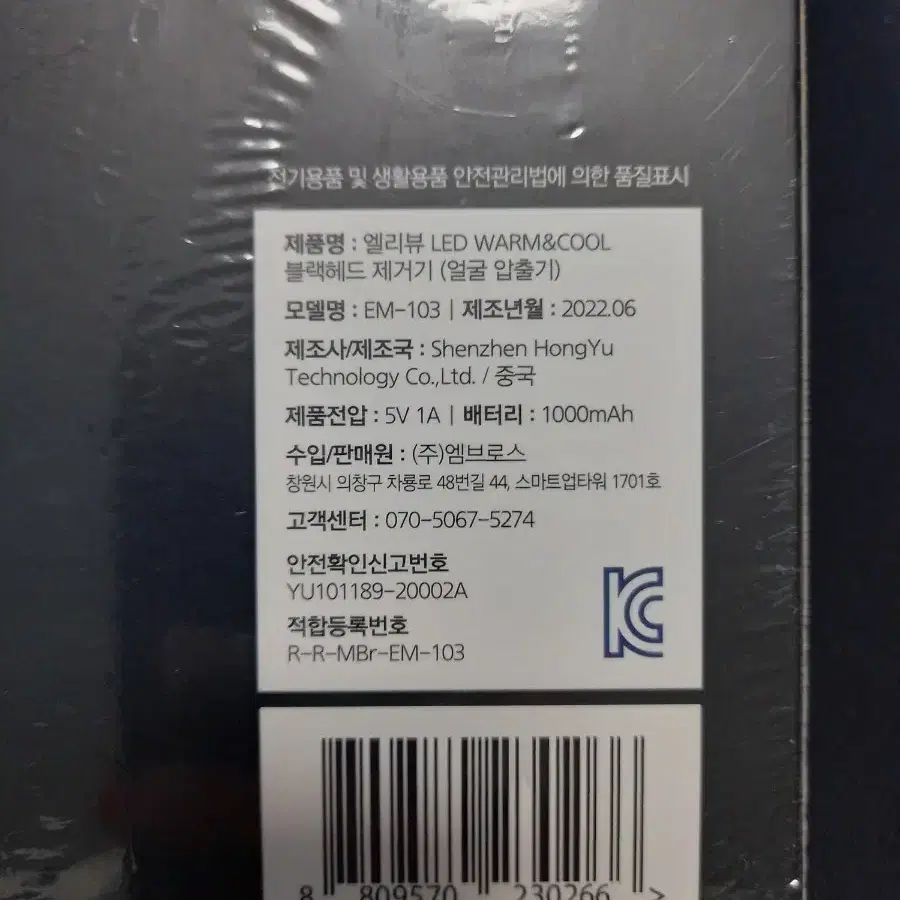 전기용품 및 생활용품 안전관리법에 의한 품질표시
제품명 : 엘리뷰 LED WARM&COOL
블랙헤드 제거기 (얼굴 압출기)
모델명 : EM-103 | 제조년월 : 2022.06
제조사/제조국 : Shenzhen HongYu
Technology Co.,Ltd. / 중국
제품전압 : 5V 1A | 배터리 : 1000mAh
수입/판매원 : (주)엠브로스
창원시 의창구 차룡로 48번길 44, 스마트업타워 1701호
고객센터 : 070-5067-5274
안전확인신고번호
YU101189-20002A
적합등록번호
R-R-MBr-EM-103
KC
8 809570 230266 >